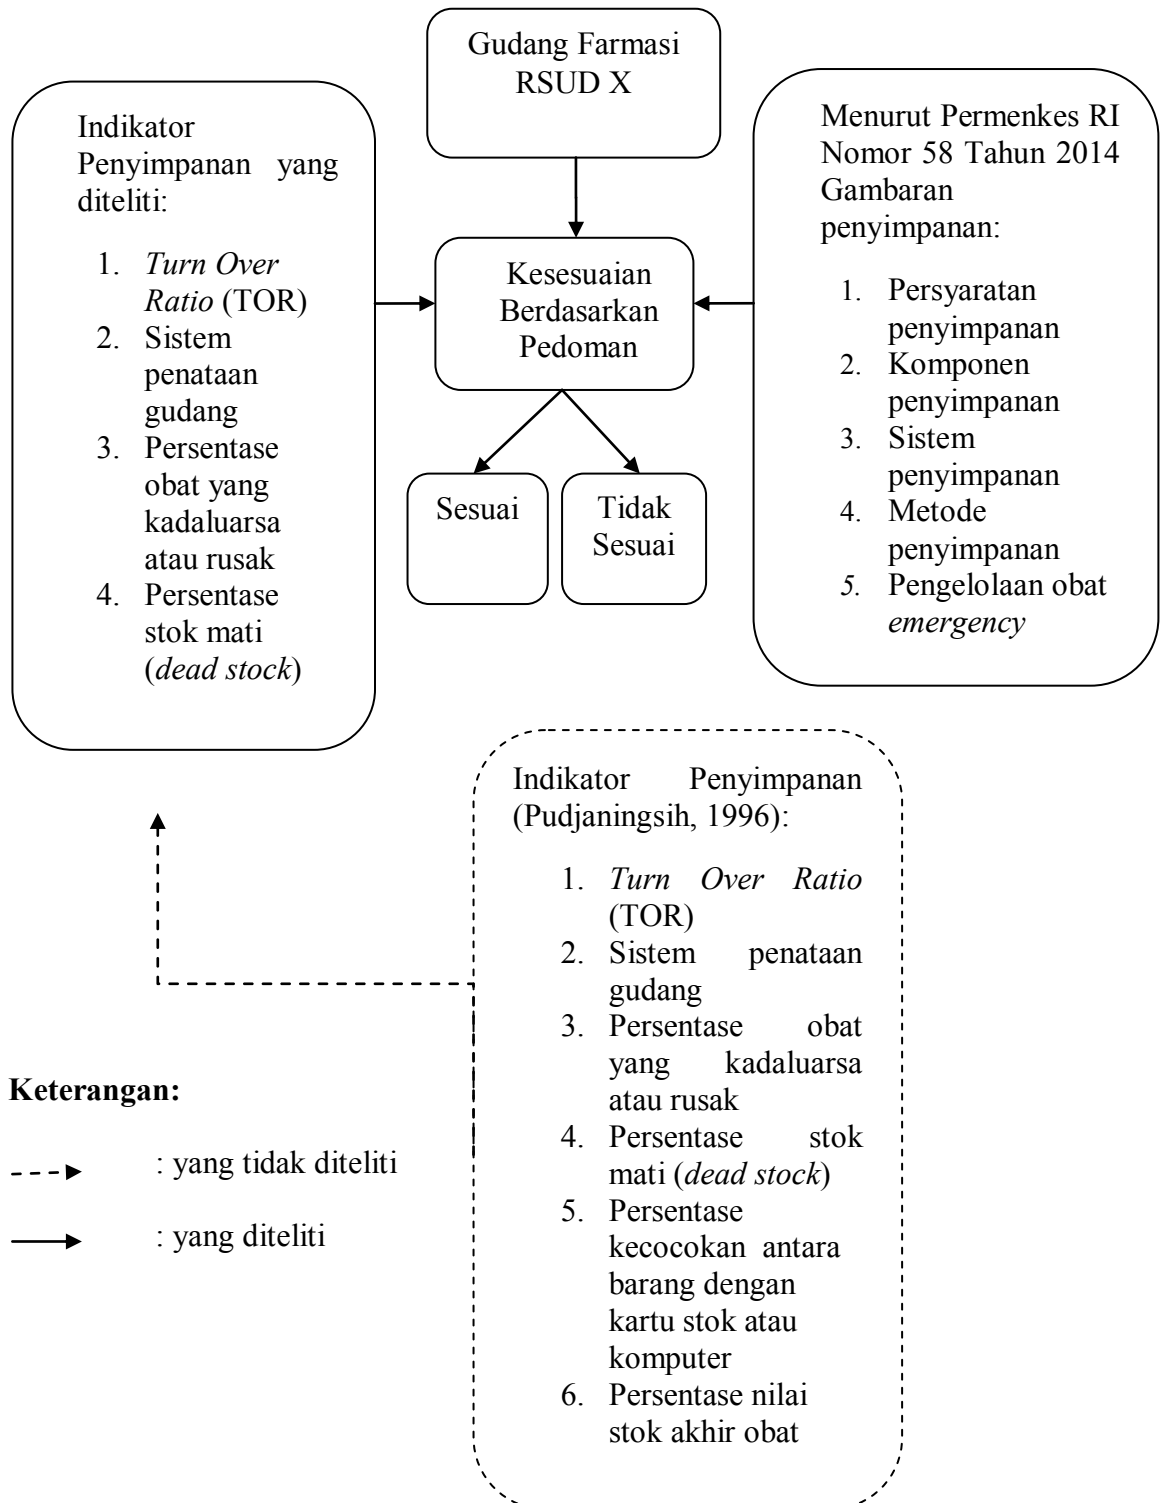 Gudang Farmasi
RSUD X
Indikator
Penyimpanan yang
diteliti:
1. Turn Over
Ratio (TOR)
2. Sistem
penataan
gudang
3. Persentase
obat yang
kadaluarsa
atau rusak
4. Persentase
stok mati
(dead stock)
Kesesuaian
Berdasarkan
Pedoman
Sesuai
Tidak
Sesuai
Menurut Permenkes RI
Nomor 58 Tahun 2014
Gambaran
penyimpanan:
1. Persyaratan
penyimpanan
2. Komponen
penyimpanan
3. Sistem
penyimpanan
4. Metode
penyimpanan
5. Pengelolaan obat
emergency
Indikator Penyimpanan
(Pudjaningsih, 1996):
1. Turn Over Ratio
(TOR)
2. Sistem penataan
gudang
3. Persentase obat
yang kadaluarsa
atau rusak
4. Persentase stok
mati (dead stock)
5. Persentase
kecocokan antara
barang dengan
kartu stok atau
komputer
6. Persentase nilai
stok akhir obat
Keterangan:
: yang tidak diteliti
: yang diteliti